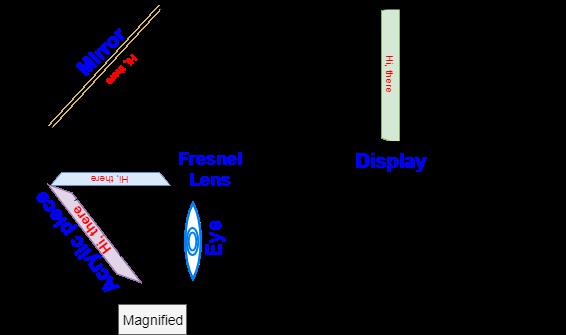 Mirror
Hi, there
Hi, there
Display
Fresnel
Lens
Hi, there
Hi, there
Acrylic piece
Eye
Magnified